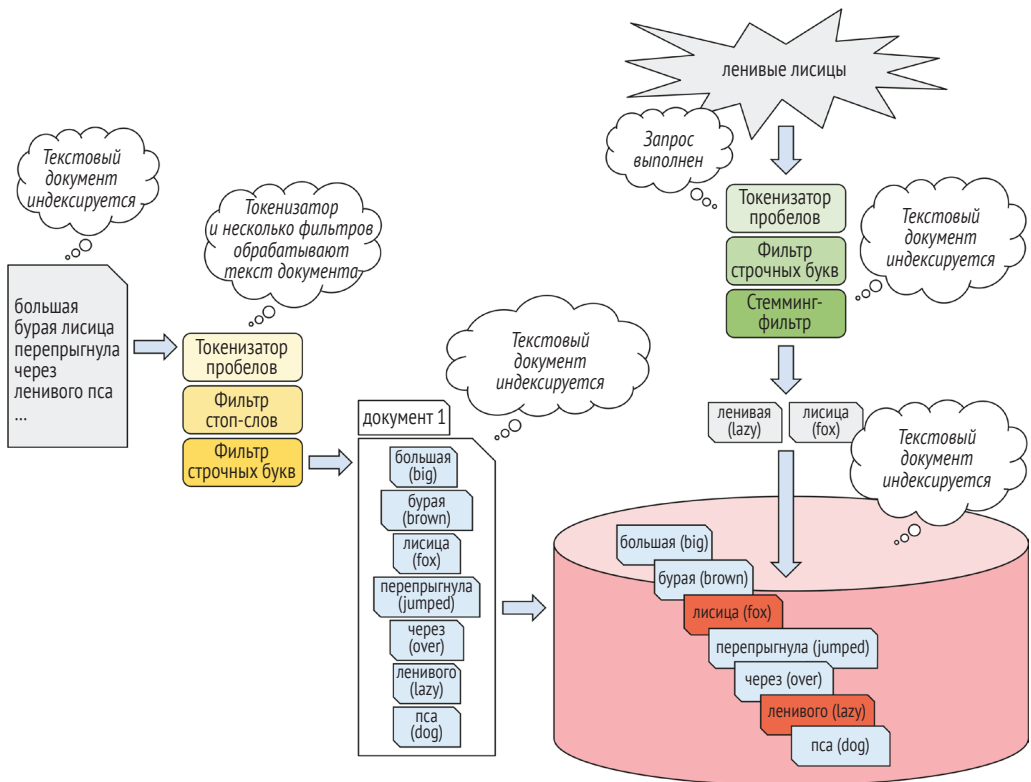 Текстовый
документ
индексируется
большая
бурая лисица
перепрыгнула
через
ленивого пса
...
Токенизатор
и несколько фильтров
обрабатывают
текст документа
Токенизатор
пробелов
Фильтр
стоп-слов
Фильтр
строчных букв
Текстовый
документ
индексируется
документ 1
большая
(big)
бурая
(brown)
лисица
(fox)
перепрыгнула
(jumped)
через
(over)
ленивого
(lazy)
пса
(dog)
ленивые лисицы
Запрос
выполнен
Токенизатор
пробелов
Фильтр
строчных букв
Стемминг-
фильтр
Текстовый
документ
индексируется
ленивая
(lazy)
лисица
(fox)
Текстовый
документ
индексируется
большая (big)
бурая (brown)
лисица (fox)
перепрыгнула (jumped)
через (over)
ленивого (lazy)
пса (dog)